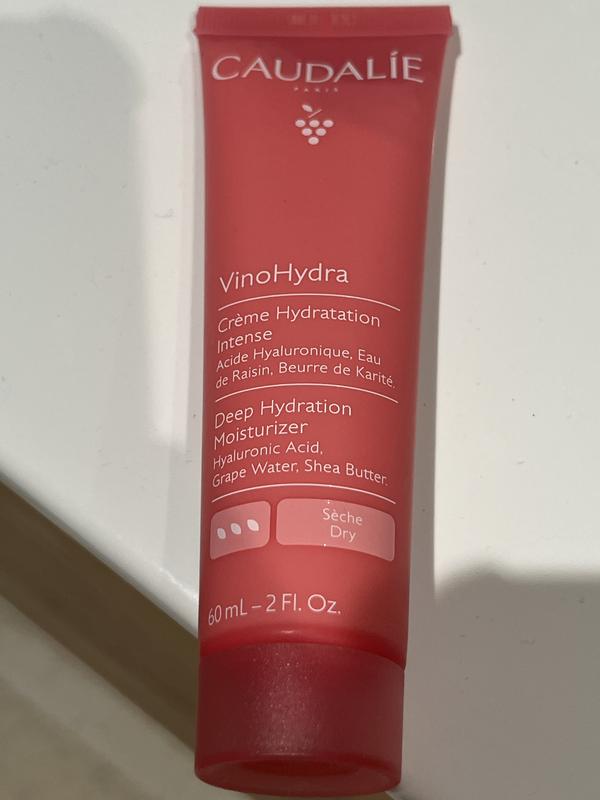 CAUDALÍE
PARIS
VinoHydra
Crème Hydratation
Intense
Acide Hyaluronique, Eau
de Raisin, Beurre de Karité.
Deep Hydration
Moisturizer
Hyaluronic Acid,
Grape Water, Shea Butter.
Sèche
Dry
60 mL – 2 Fl. Oz.